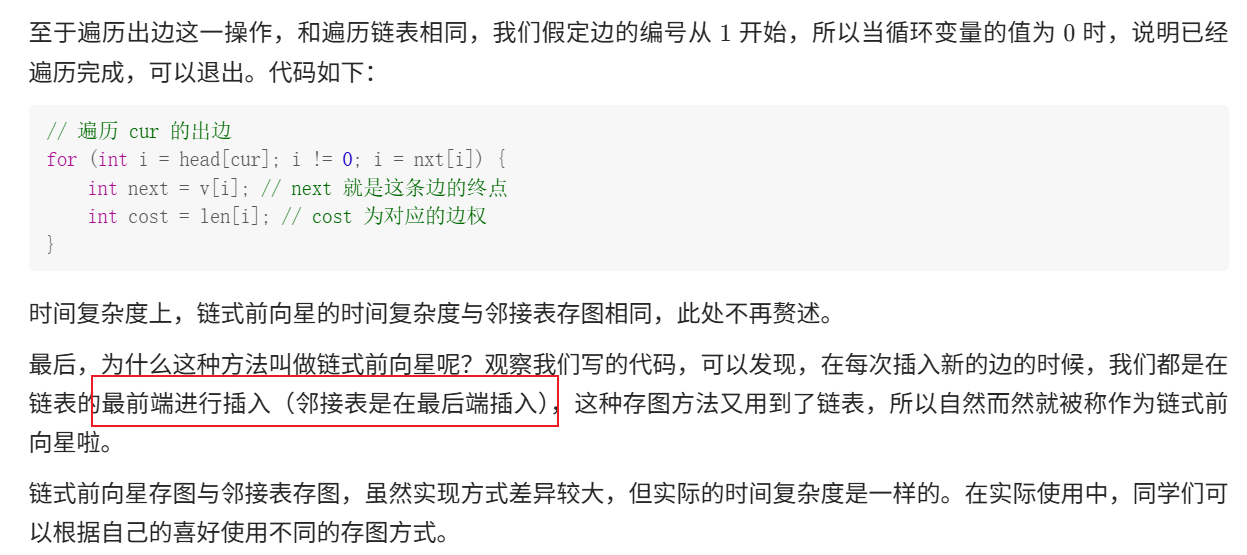 至于遍历出边这一操作，和遍历链表相同，我们假定边的编号从 1 开始，所以当循环变量的值为 0 时，说明已经
遍历完成，可以退出。代码如下：
// 遍历 cur 的出边
for (int i = head[cur]; i != 0; i = nxt[i]) {
    int next = v[i]; // next 就是这条边的终点
    int cost = len[i]; // cost 为对应的边权
}
时间复杂度上，链式前向星的时间复杂度与邻接表存图相同，此处不再赘述。
最后，为什么这种方法叫做链式前向星呢？观察我们写的代码，可以发现，在每次插入新的边的时候，我们都是在
链表的最前端进行插入（邻接表是在最后端插入），这种存图方法又用到了链表，所以自然而然就被称作为链式前
向星啦。
链式前向星存图与邻接表存图，虽然实现方式差异较大，但实际的时间复杂度是一样的。在实际使用中，同学们可
以根据自己的喜好使用不同的存图方式。